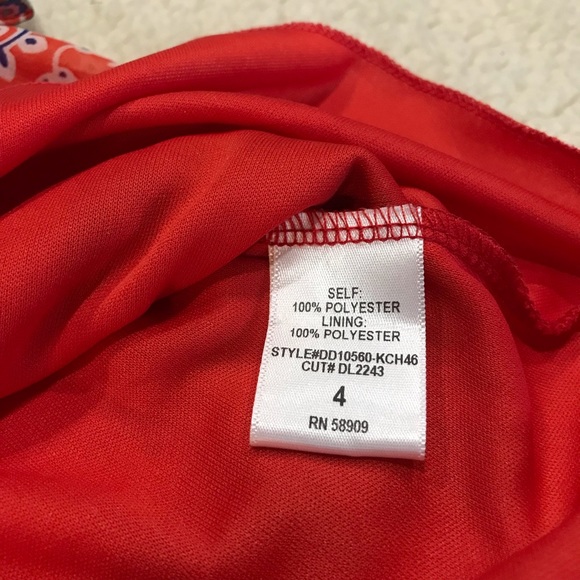 SELF:
100% POLYESTER
LINING:
100% POLYESTER
STYLE#DD10560-KCH46
CUT# DL2243
4
RN 58909